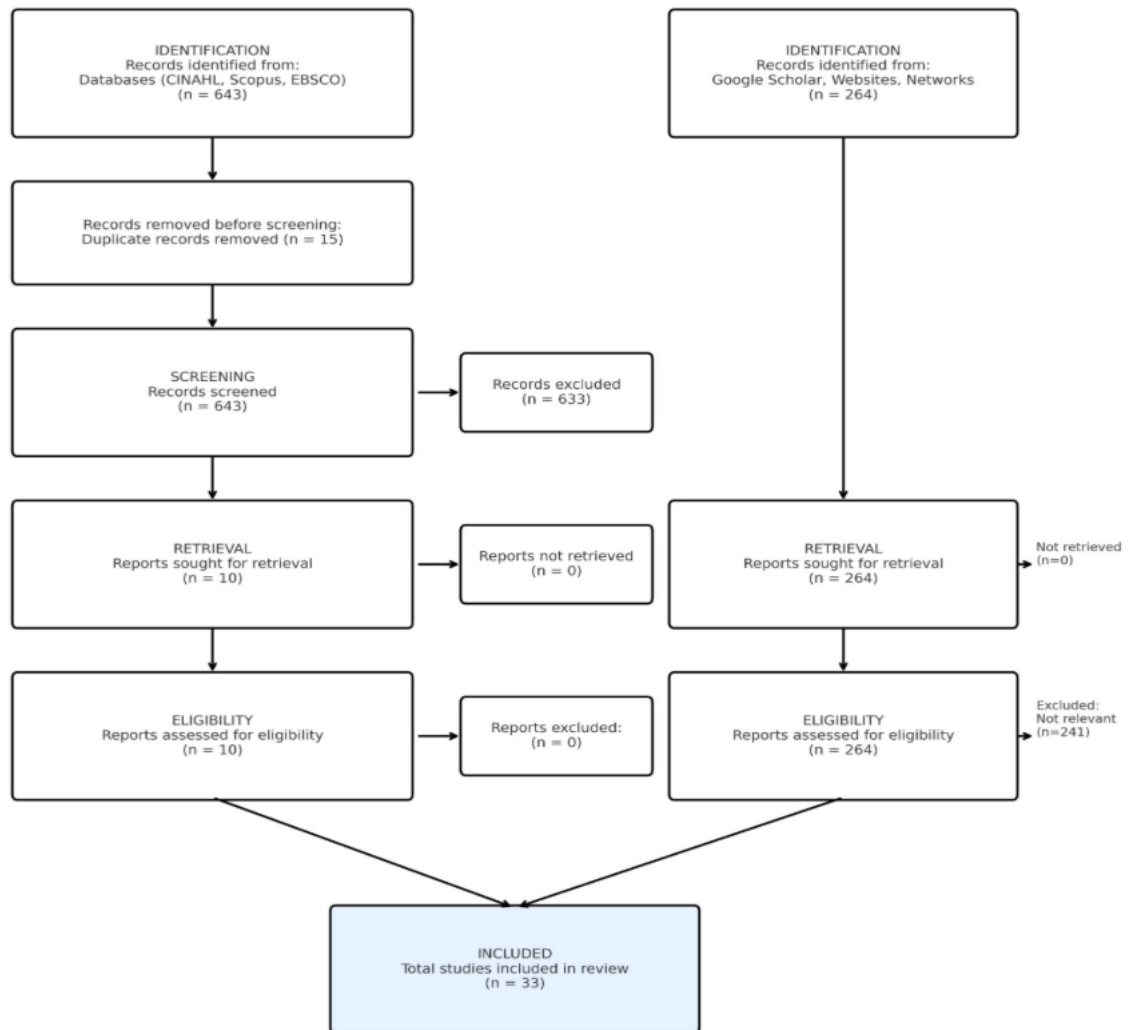 IDENTIFICATION
Records identified from:
Databases (CINAHL, Scopus, EBSCO)
(n = 643)
IDENTIFICATION
Records identified from:
Google Scholar, Websites, Networks
(n = 264)
Records removed before screening:
Duplicate records removed (n = 15)
SCREENING
Records screened
(n = 643)
Records excluded
(n = 633)
RETRIEVAL
Reports sought for retrieval
(n = 10)
Reports not retrieved
(n = 0)
RETRIEVAL
Reports sought for retrieval
(n = 264)
Not retrieved
(n=0)
ELIGIBILITY
Reports assessed for eligibility
(n = 10)
Reports excluded:
(n = 0)
ELIGIBILITY
Reports assessed for eligibility
(n = 264)
Excluded:
Not relevant
(n=241)
INCLUDED
Total studies included in review
(n = 33)